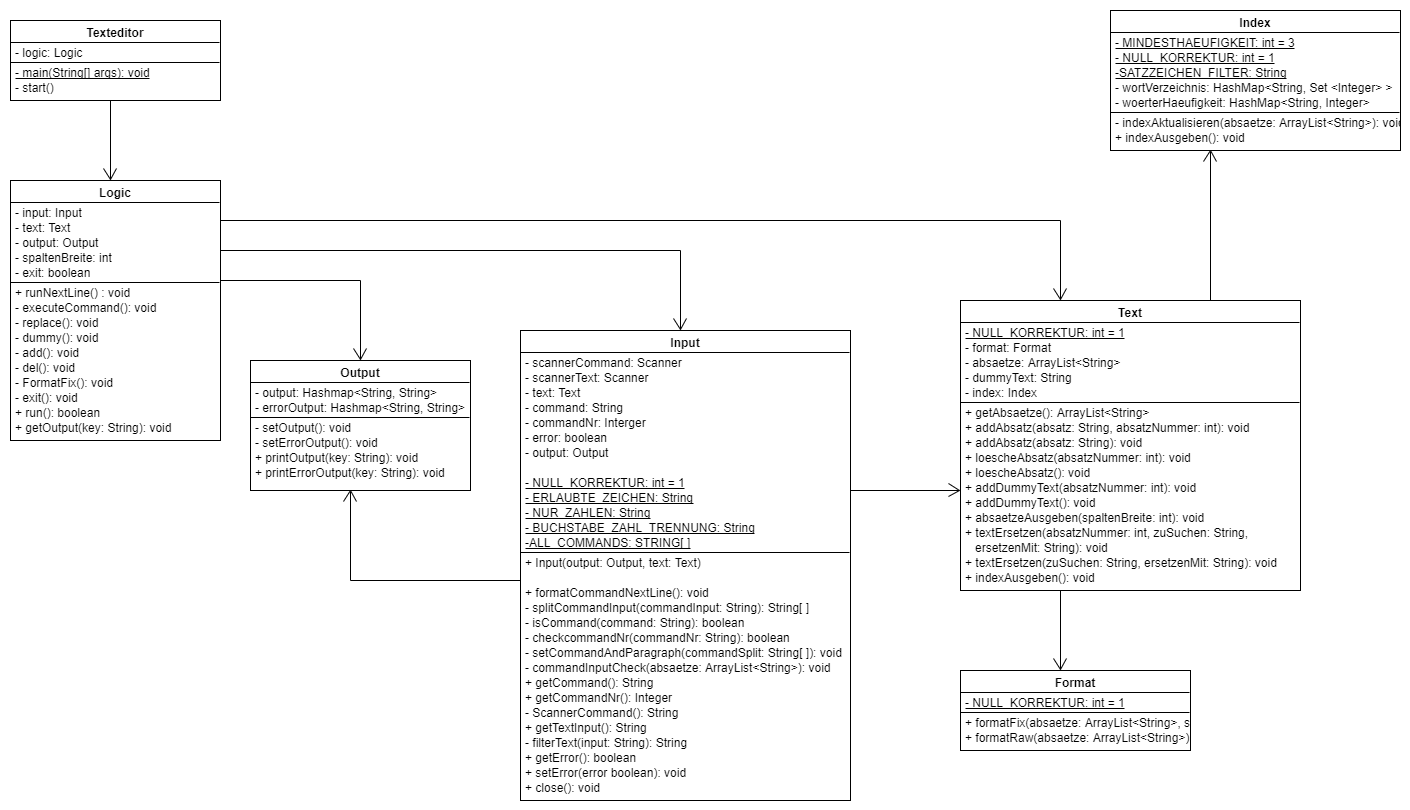 Texteditor
- logic: Logic
- main(String[] args): void
- start()
Index
- MINDESTHAEUFIGKEIT: int = 3
- NULL_KORREKTUR: int = 1
-SATZZEICHEN_FILTER: String
- wortVerzeichnis: HashMap<String, Set <Integer> >
- woerterHaeufigkeit: HashMap<String, Integer>
- indexAktualisieren(absaetze: ArrayList<String>): voi
+ indexAusgeben(): void
Logic
- input: Input
- text: Text
- output: Output
- spaltenBreite: int
- exit: boolean
+ runNextLine() : void
- executeCommand(): void
- replace(): void
- dummy(): void
- add(): void
- del(): void
- FormatFix(): void
- exit(): void
+ run(): boolean
+ getOutput(key: String): void
Output
- output: Hashmap<String, String>
- errorOutput: Hashmap<String, String>
- setOutput(): void
- setErrorOutput(): void
+ printOutput(key: String): void
+ printErrorOutput(key: String): void
Input
- scannerCommand: Scanner
- scannerText: Scanner
- text: Text
- command: String
- commandNr: Interger
- error: boolean
- output: Output
- NULL_KORREKTUR: int = 1
- ERLAUBTE_ZEICHEN: String
- NUR_ZAHLEN: String
- BUCHSTABE_ZAHL_TRENNUNG: String
-ALL_COMMANDS: STRING[ ]
+ Input(output: Output, text: Text)
+ formatCommandNextLine(): void
- splitCommandInput(commandInput: String): String[ ]
- isCommand(command: String): boolean
- checkcommandNr(commandNr: String): boolean
- setCommandAndParagraph(commandSplit: String[ ]): void
- commandInputCheck(absaetze: ArrayList<String>): void
+ getCommand(): String
+ getCommandNr(): Integer
- ScannerCommand(): String
+ getTextInput(): String
- filterText(input: String): String
+ getError(): boolean
+ setError(error boolean): void
+ close(): void
Text
- NULL_KORREKTUR: int = 1
- format: Format
- absaetze: ArrayList<String>
- dummyText: String
- index: Index
+ getAbsaetze(): ArrayList<String>
+ addAbsatz(absatz: String, absatzNummer: int): void
+ addAbsatz(absatz: String): void
+ loescheAbsatz(absatzNummer: int): void
+ loescheAbsatz(): void
+ addDummyText(absatzNummer: int): void
+ addDummyText(): void
+ absaetzeAusgeben(spaltenBreite: int): void
+ textErsetzen(absatzNummer: int, zuSuchen: String,
ersetzenMit: String): void
+ textErsetzen(zuSuchen: String, ersetzenMit: String): void
+ indexAusgeben(): void
Format
- NULL_KORREKTUR: int = 1
+ formatFix(absaetze: ArrayList<String>, s
+ formatRaw(absaetze: ArrayList<String>)